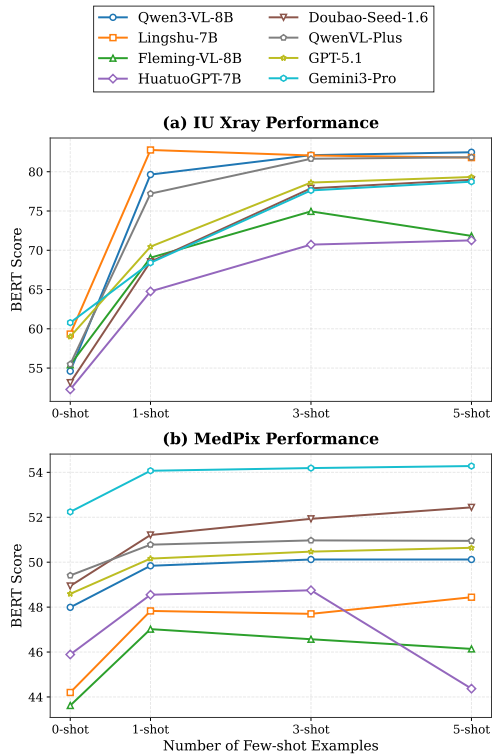 Qwen3-VL-8B
Lingshu-7B
Fleming-VL-8B
HuatuoGPT-7B
Doubao-Seed-1.6
QwenVL-Plus
GPT-5.1
Gemini3-Pro
(a) IU Xray Performance
BERT Score
80
75
70
65
60
55
0-shot 1-shot 3-shot 5-shot
(b) MedPix Performance
BERT Score
54
52
50
48
46
44
0-shot 1-shot 3-shot 5-shot
Number of Few-shot Examples